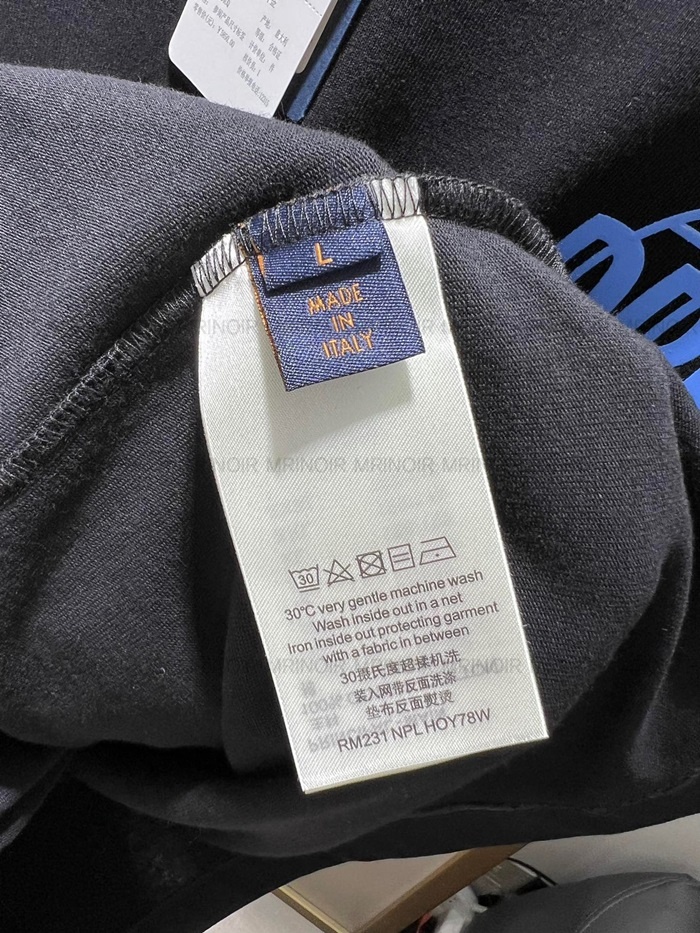 L
MADE
IN
ITALY
MRINOIR MRINOIR MRINOIR
30
30°C very gentle machine wash
Wash inside out in a net
Iron inside out protecting garment
with a fabric in between
30摄氏度超揉机洗
装入网带反面洗涤
垫布反面熨烫
RM231 NPL HOY78W